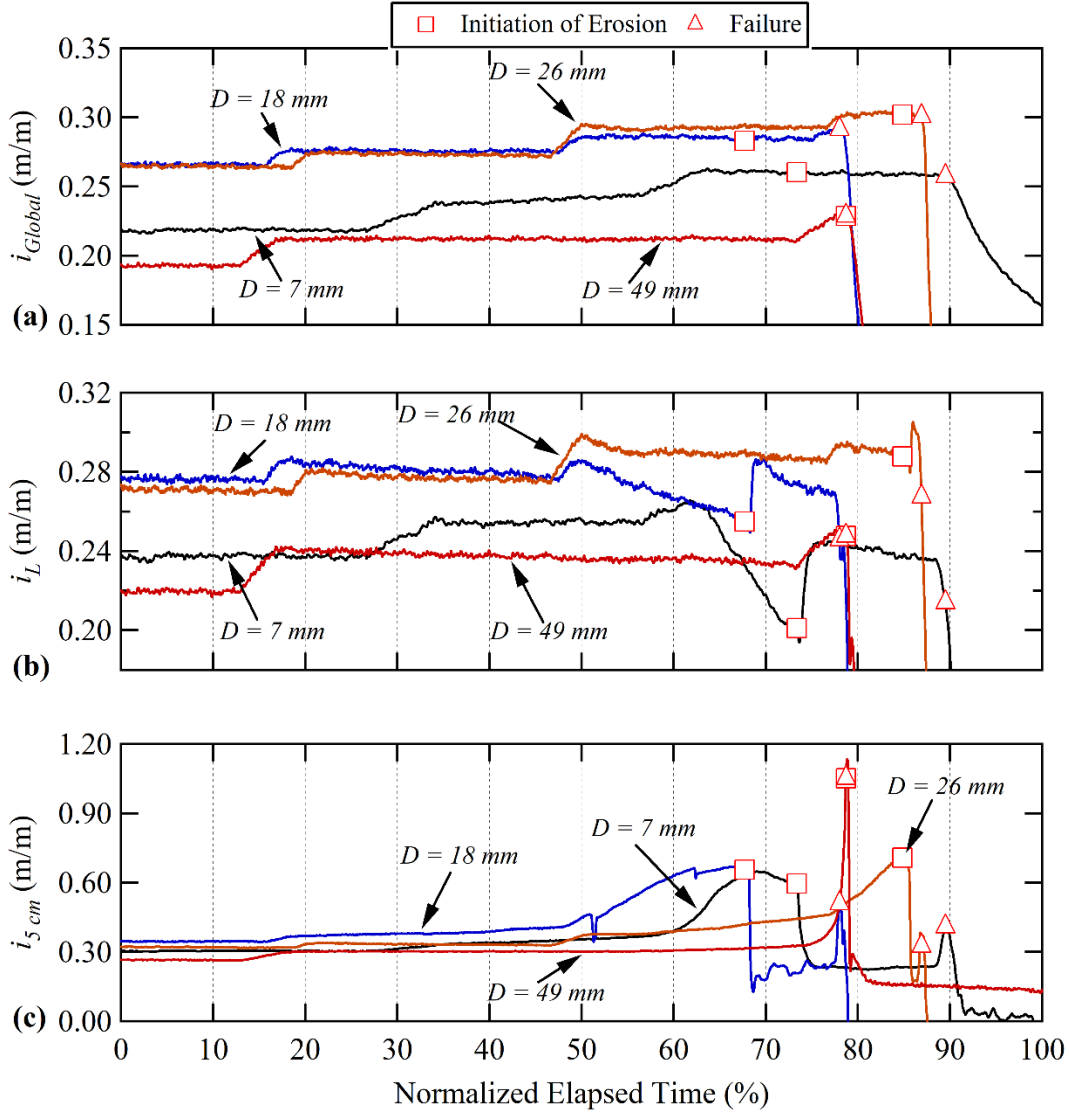 Initiation of Erosion Failure
0.35
0.30
0.25
0.20
0.15
i_Global (m/m)
D = 18 mm
D = 26 mm
D = 7 mm
D = 49 mm
(a)
0.32
0.28
0.24
0.20
i_L (m/m)
D = 18 mm
D = 26 mm
D = 7 mm
D = 49 mm
(b)
1.20
0.90
0.60
0.30
0.00
i_5 cm (m/m)
D = 18 mm
D = 7 mm
D = 26 mm
D = 49 mm
(c)
0 10 20 30 40 50 60 70 80 90 100
Normalized Elapsed Time (%)